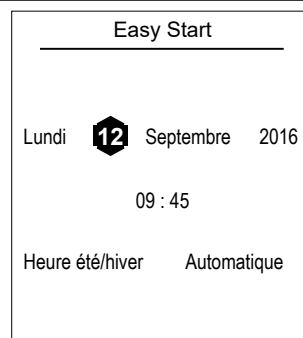 Easy Start
Lundi 12 Septembre 2016
09 : 45
Heure été/hiver Automatique